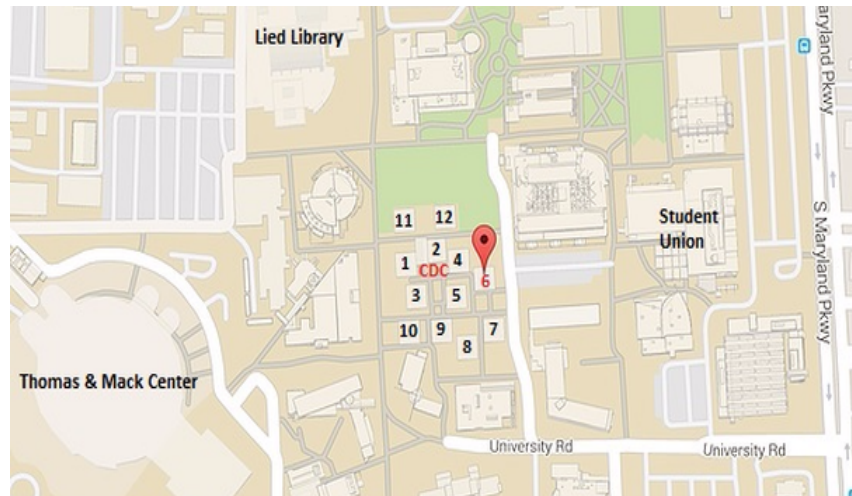 Lied Library
Maryland Pkwy
11
12
S Maryland Pkwy
Student
Union
2
4
1
CDC
6
3
5
10
9
7
8
Thomas & Mack Center
University Rd
University Rd